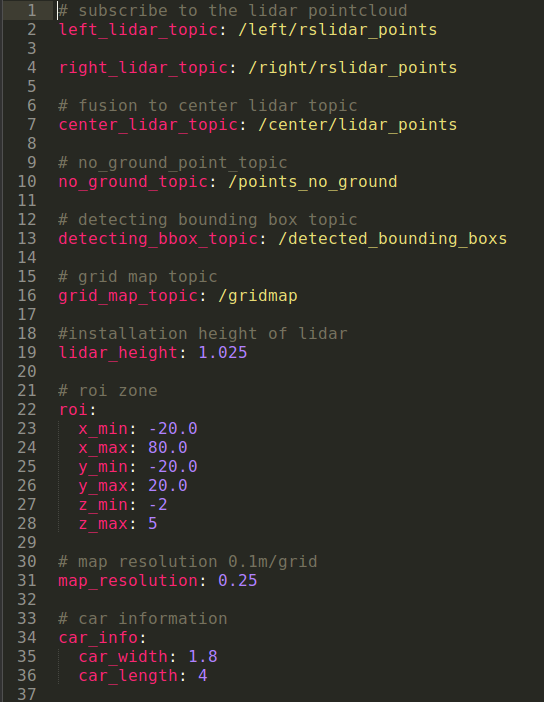 1 # subscribe to the lidar pointcloud
2 left_lidar_topic: /left/rslidar_points
3
4 right_lidar_topic: /right/rslidar_points
5
6 # fusion to center lidar topic
7 center_lidar_topic: /center/lidar_points
8
9 # no_ground_point_topic
10 no_ground_topic: /points_no_ground
11
12 # detecting bounding box topic
13 detecting_bbox_topic: /detected_bounding_boxs
14
15 # grid map topic
16 grid_map_topic: /gridmap
17
18 #installation height of lidar
19 lidar_height: 1.025
20
21 # roi zone
22 roi:
23   x_min: -20.0
24   x_max: 80.0
25   y_min: -20.0
26   y_max: 20.0
27   z_min: -2
28   z_max: 5
29
30 # map resolution 0.1m/grid
31 map_resolution: 0.25
32
33 # car information
34 car_info:
35   car_width: 1.8
36   car_length: 4
37